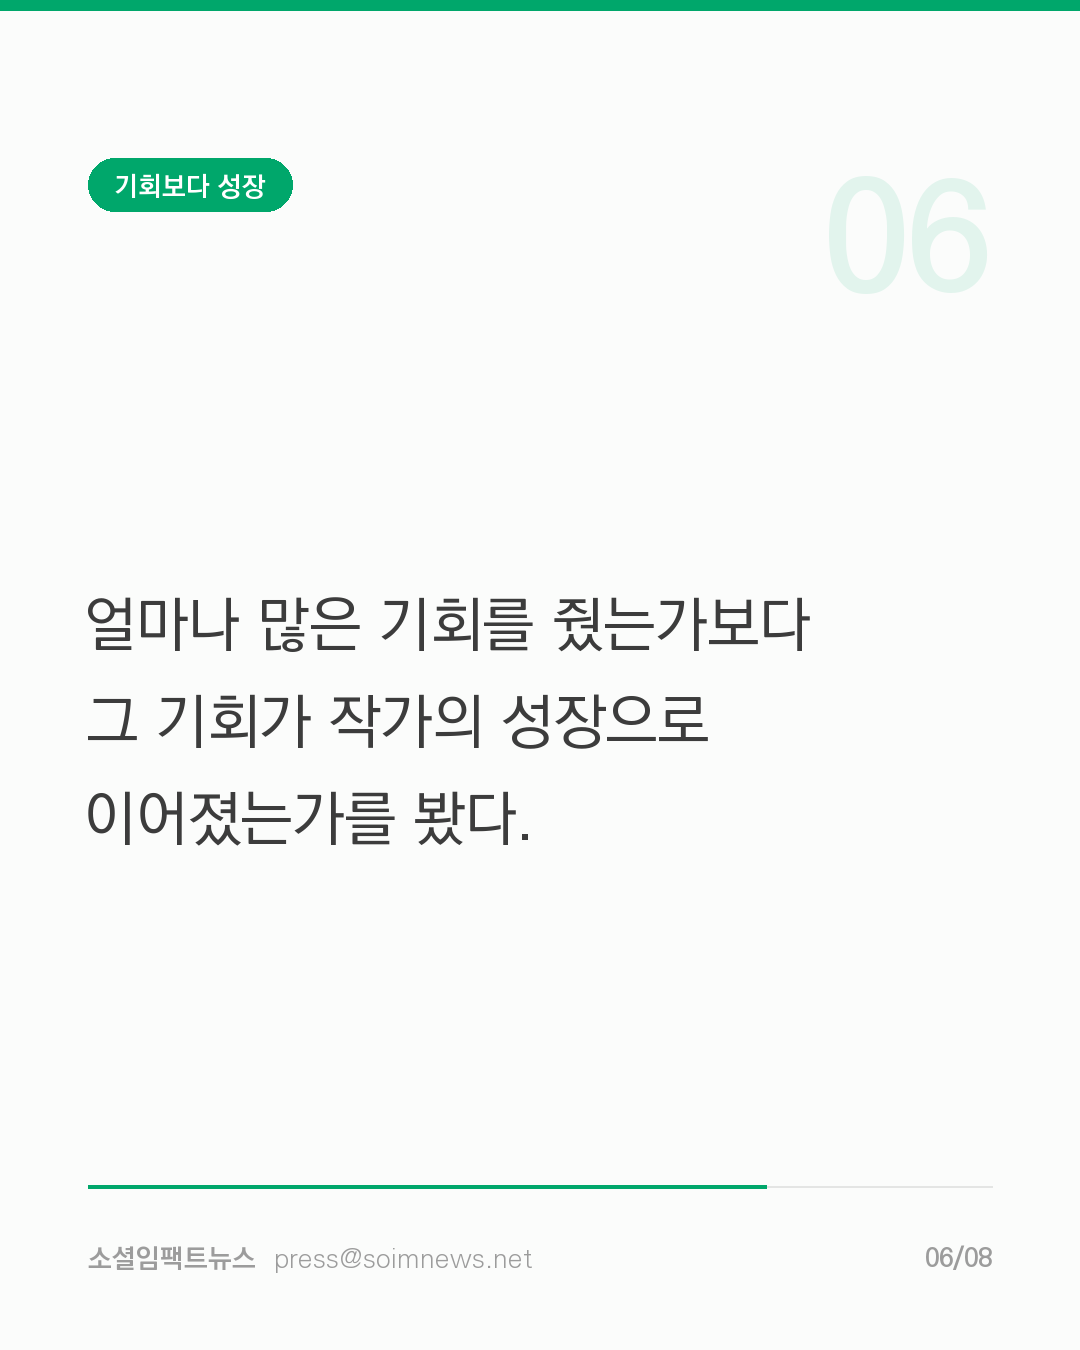 기회보다 성장
06
얼마나 많은 기회를 줬는가보다
그 기회가 작가의 성장으로
이어졌는가를 봤다.
소셜임팩트뉴스 press@soimnews.net
06/08